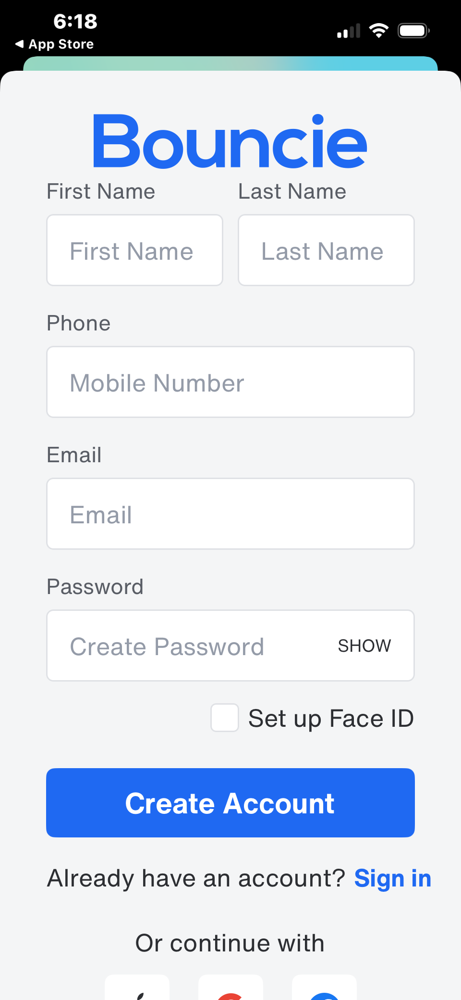 6:18
◀ App Store
Bouncie
First Name
Last Name
First Name
Last Name
Phone
Mobile Number
Email
Email
Password
Create Password
SHOW
Set up Face ID
Create Account
Already have an account? Sign in
Or continue with